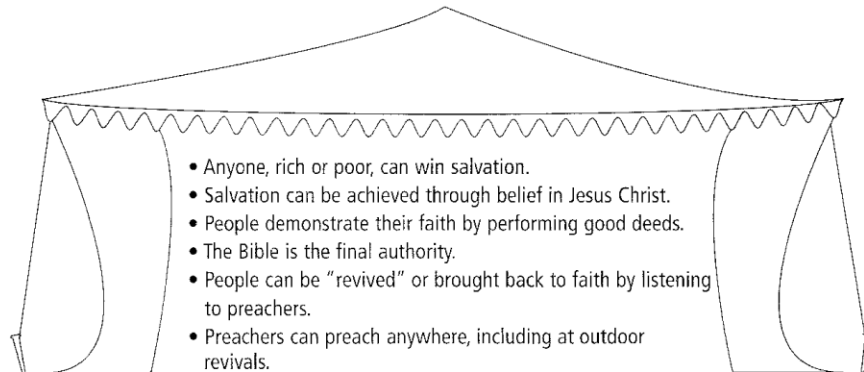 • Anyone, rich or poor, can win salvation.
• Salvation can be achieved through belief in Jesus Christ.
• People demonstrate their faith by performing good deeds.
• The Bible is the final authority.
• People can be “revived” or brought back to faith by listening
to preachers.
• Preachers can preach anywhere, including at outdoor
revivals.